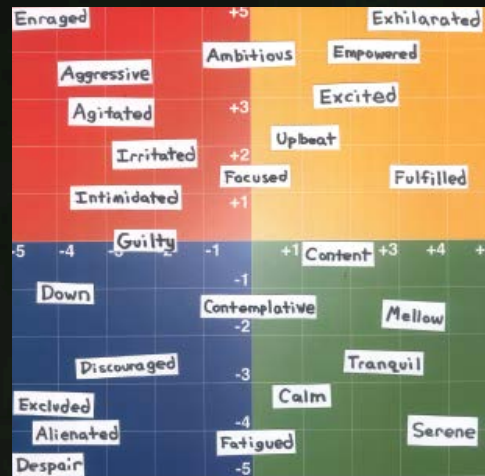 Enraged
+5
Exhilarated
Ambitious
Empowered
Aggressive
Excited
+3
Agitated
Upbeat
Irritated
+2
Focused
Fulfilled
Intimidated
+1
Guilty
-5 -4 -1 +1 +3 +4
Content
-1
Down
Contemplative
Mellow
-2
Discouraged
Tranquil
-3
Calm
Excluded
-4
Alienated
Serene
Fatigued
Despair
-5